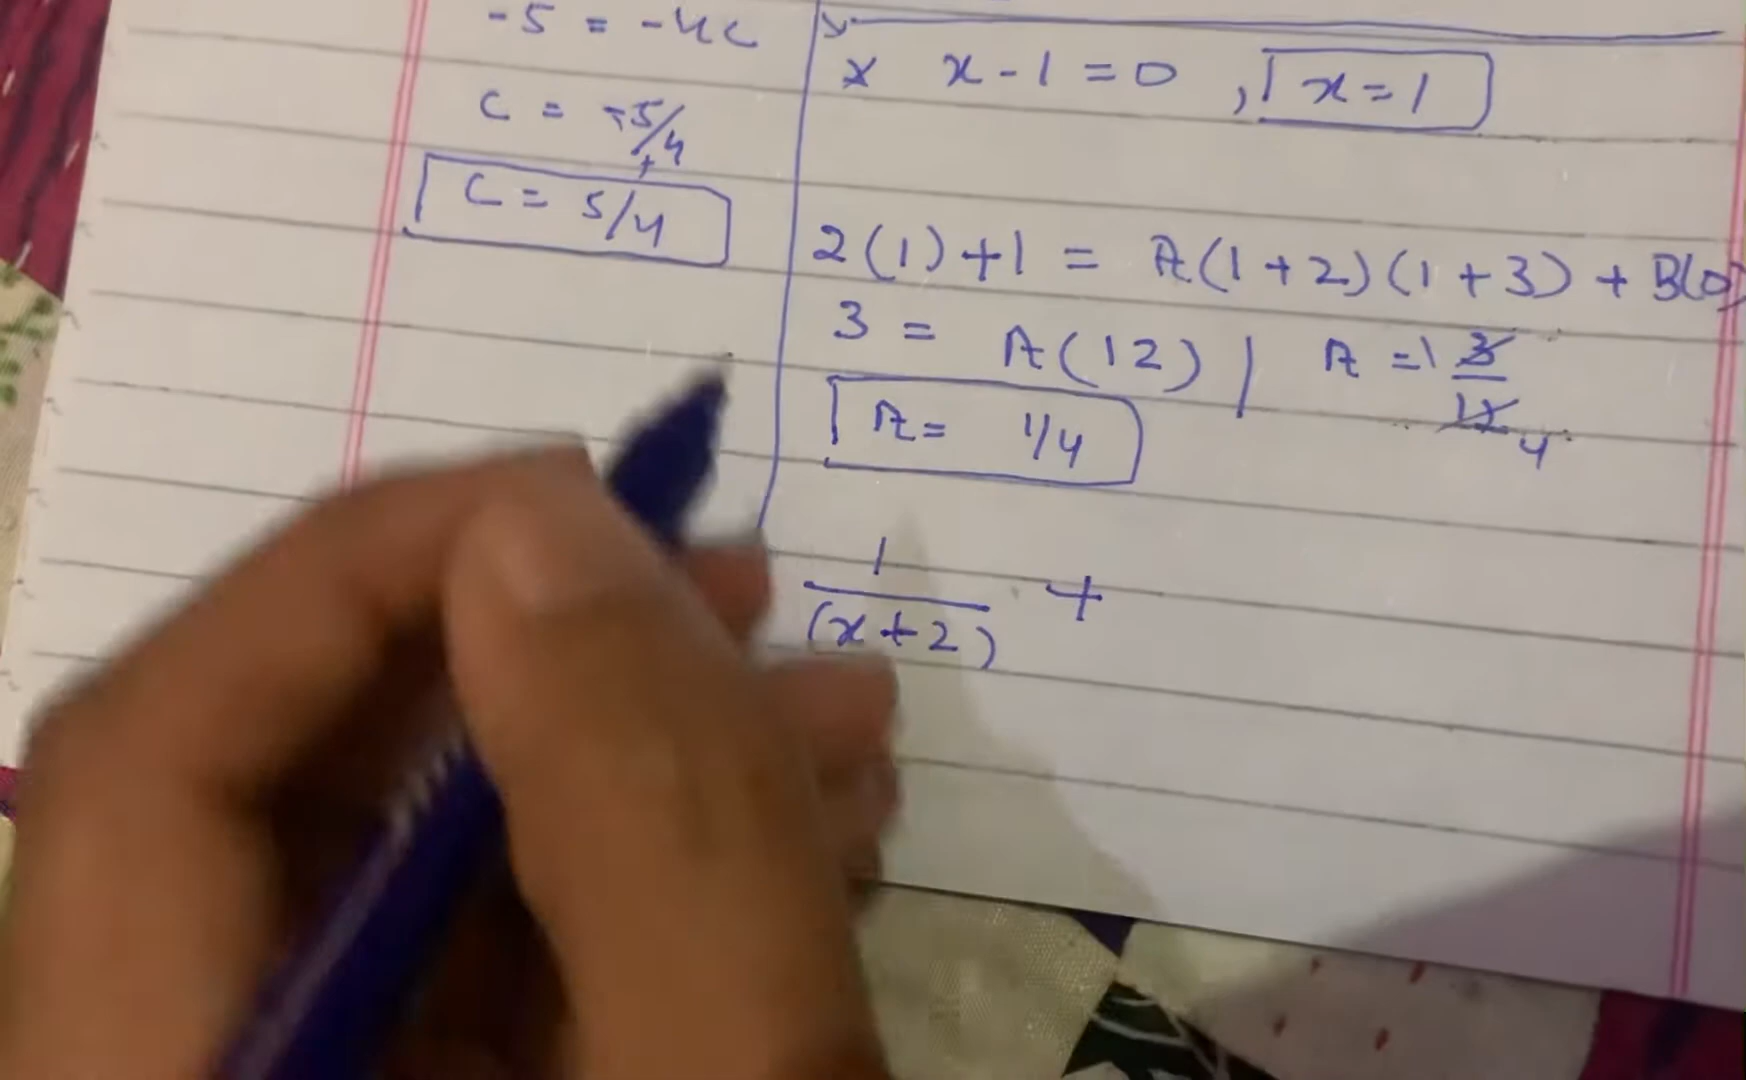 -5 = -4C
C = -5/-4
C = 5/4
x x - 1 = 0 , x = 1
2(1)+1 = A(1+2)(1+3) + B(0)
3 = A(12) | A = 1 3/12 4
A = 1/4
1/(x+2) +